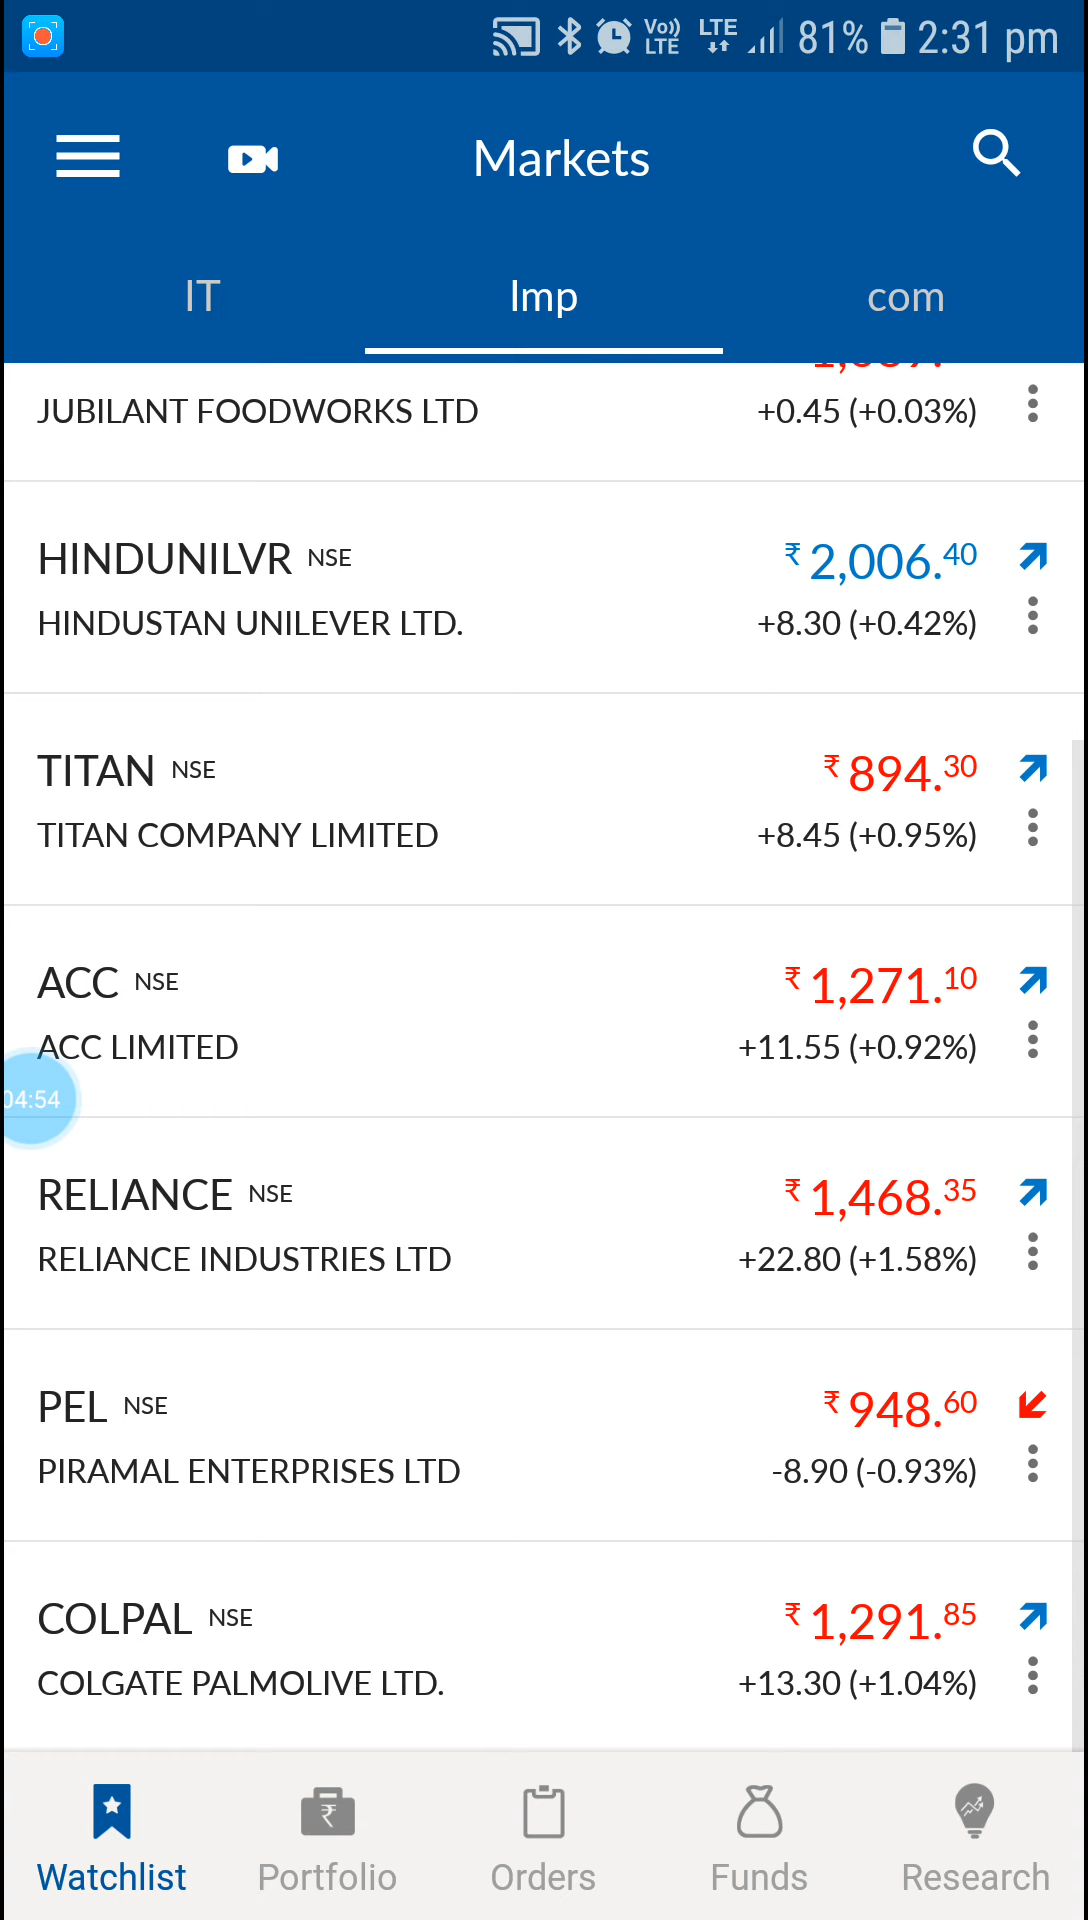 Vo)) LTE LTE 81% 2:31 pm
Markets
IT Imp com
JUBILANT FOODWORKS LTD +0.45 (+0.03%)
HINDUNILVR NSE ₹ 2,006.40
HINDUSTAN UNILEVER LTD. +8.30 (+0.42%)
TITAN NSE ₹ 894.30
TITAN COMPANY LIMITED +8.45 (+0.95%)
ACC NSE ₹ 1,271.10
ACC LIMITED +11.55 (+0.92%)
04:54
RELIANCE NSE ₹ 1,468.35
RELIANCE INDUSTRIES LTD +22.80 (+1.58%)
PEL NSE ₹ 948.60
PIRAMAL ENTERPRISES LTD -8.90 (-0.93%)
COLPAL NSE ₹ 1,291.85
COLGATE PALMOLIVE LTD. +13.30 (+1.04%)
₹
Watchlist Portfolio Orders Funds Research